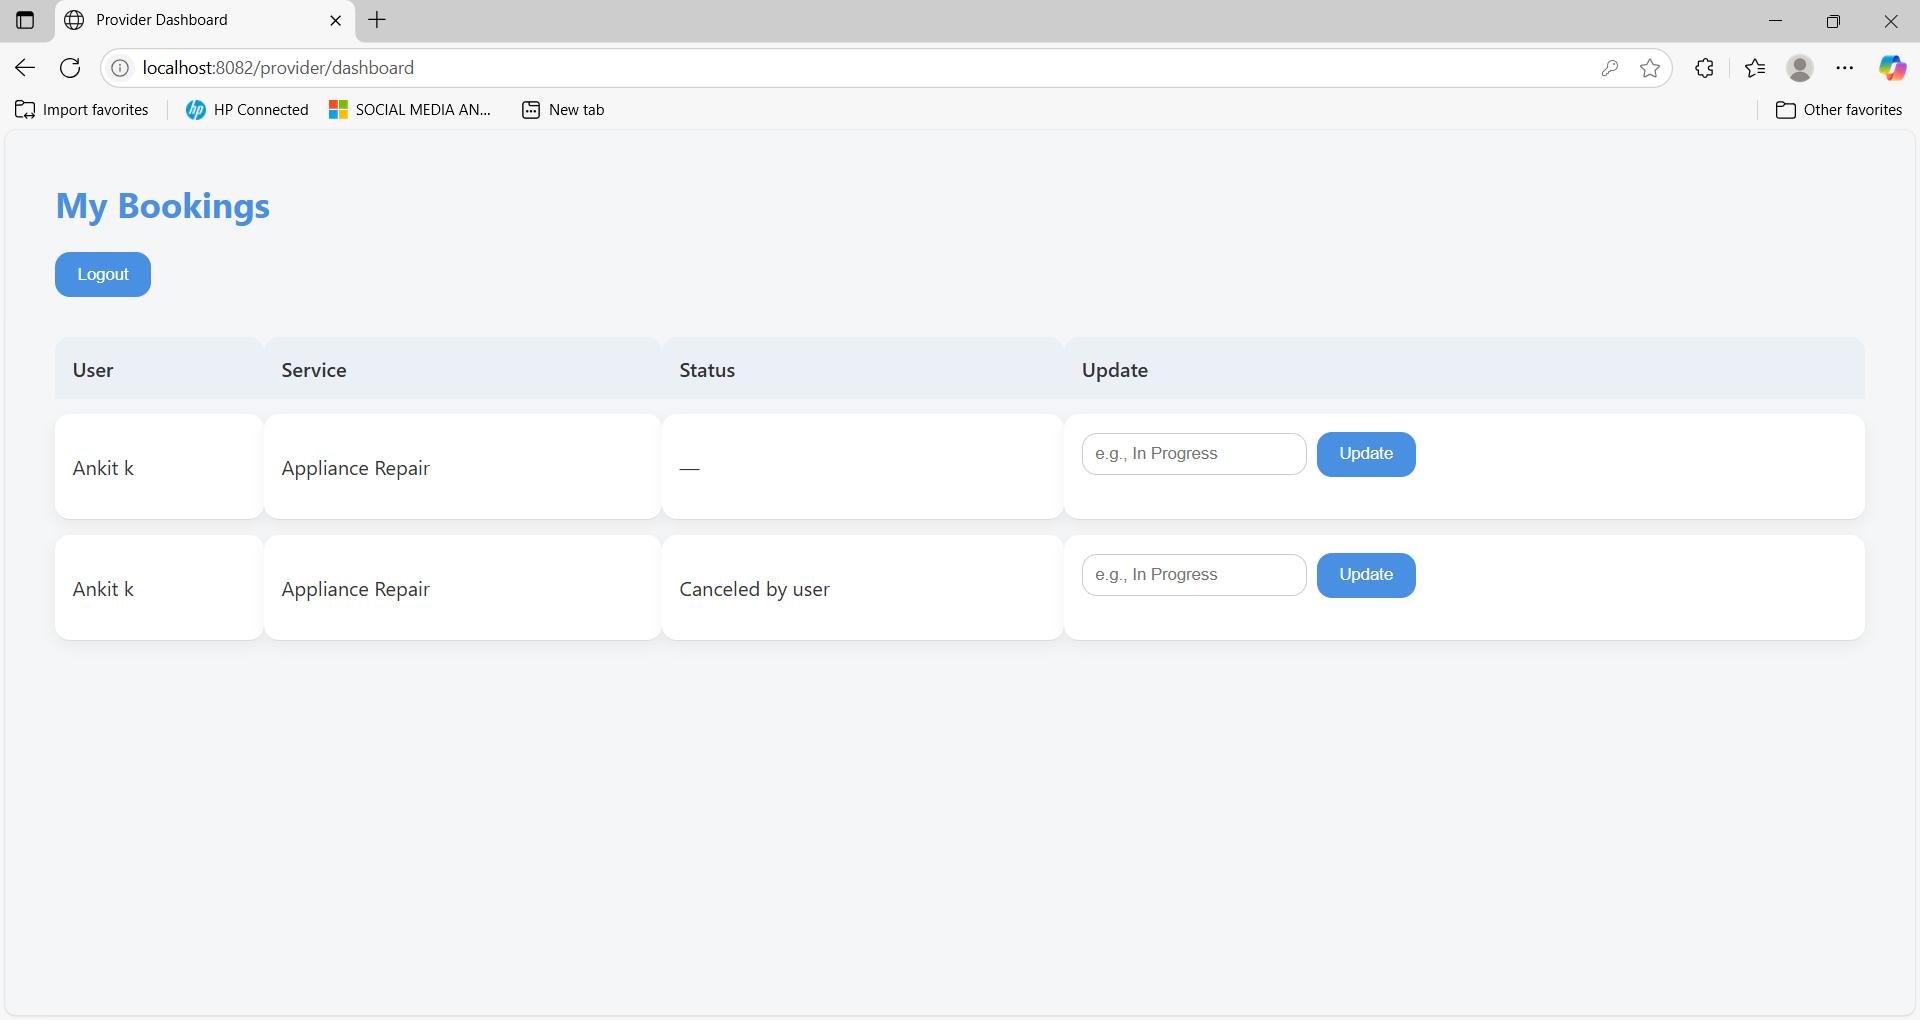 Provider Dashboard
localhost:8082/provider/dashboard
Import favorites
HP Connected
SOCIAL MEDIA AN...
New tab
Other favorites
My Bookings
Logout
User Service Status Update
Ankit k Appliance Repair — e.g., In Progress Update
Ankit k Appliance Repair Canceled by user e.g., In Progress Update